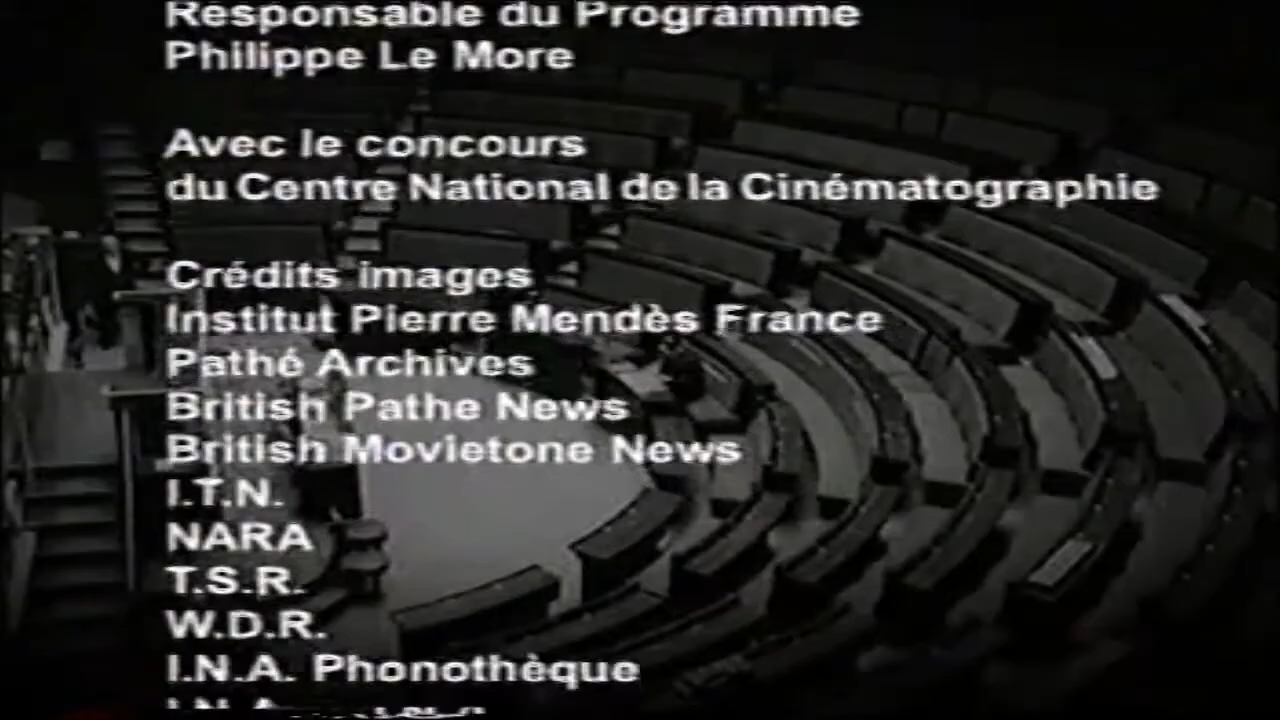 Responsable du Programme
Philippe Le More
Avec le concours
du Centre National de la Cinématographie
Crédits images
Institut Pierre Mendès France
Pathé Archives
British Pathe News
British Movietone News
I.T.N.
NARA
T.S.R.
W.D.R.
I.N.A. Phonothèque
I.N.A.